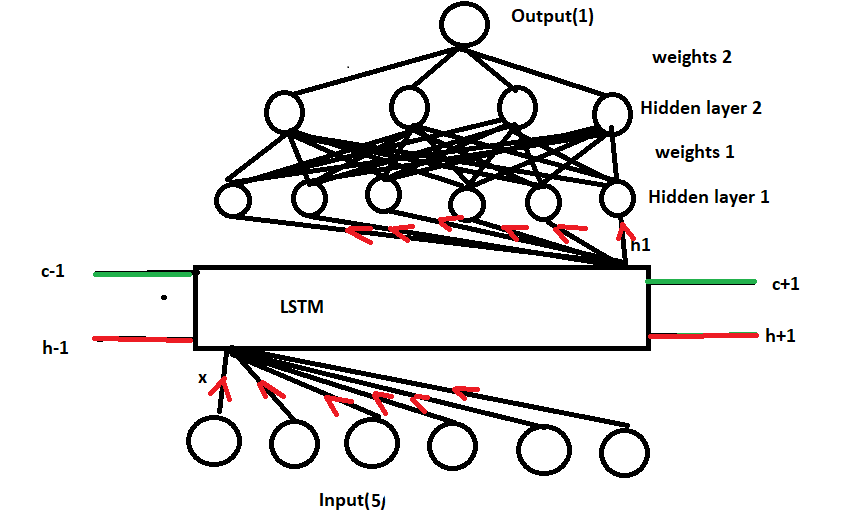 Output(1)
weights 2
Hidden layer 2
weights 1
Hidden layer 1
h1
c-1
c+1
LSTM
h-1
h+1
x
Input(5/